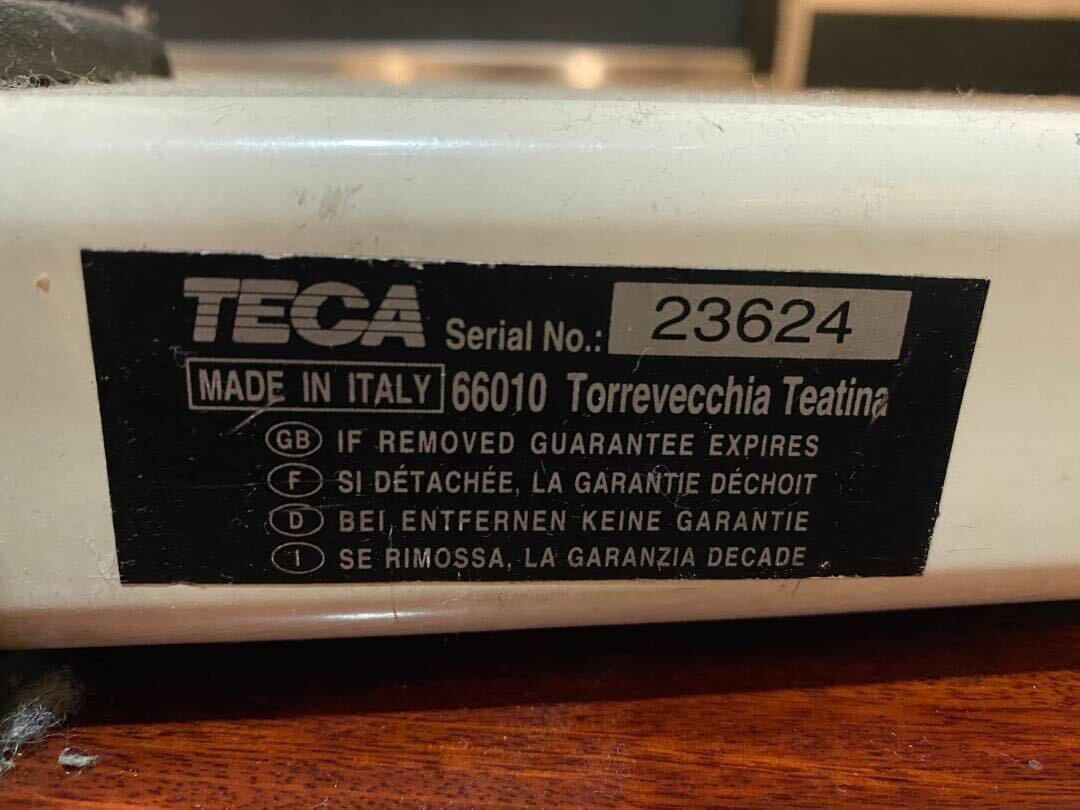 TECA Serial No.: 23624
MADE IN ITALY 66010 Torrevecchia Teatina
GB IF REMOVED GUARANTEE EXPIRES
F SI DÉTACHÉE, LA GARANTIE DÉCHOIT
D BEI ENTFERNEN KEINE GARANTIE
I SE RIMOSSA, LA GARANZIA DECADE